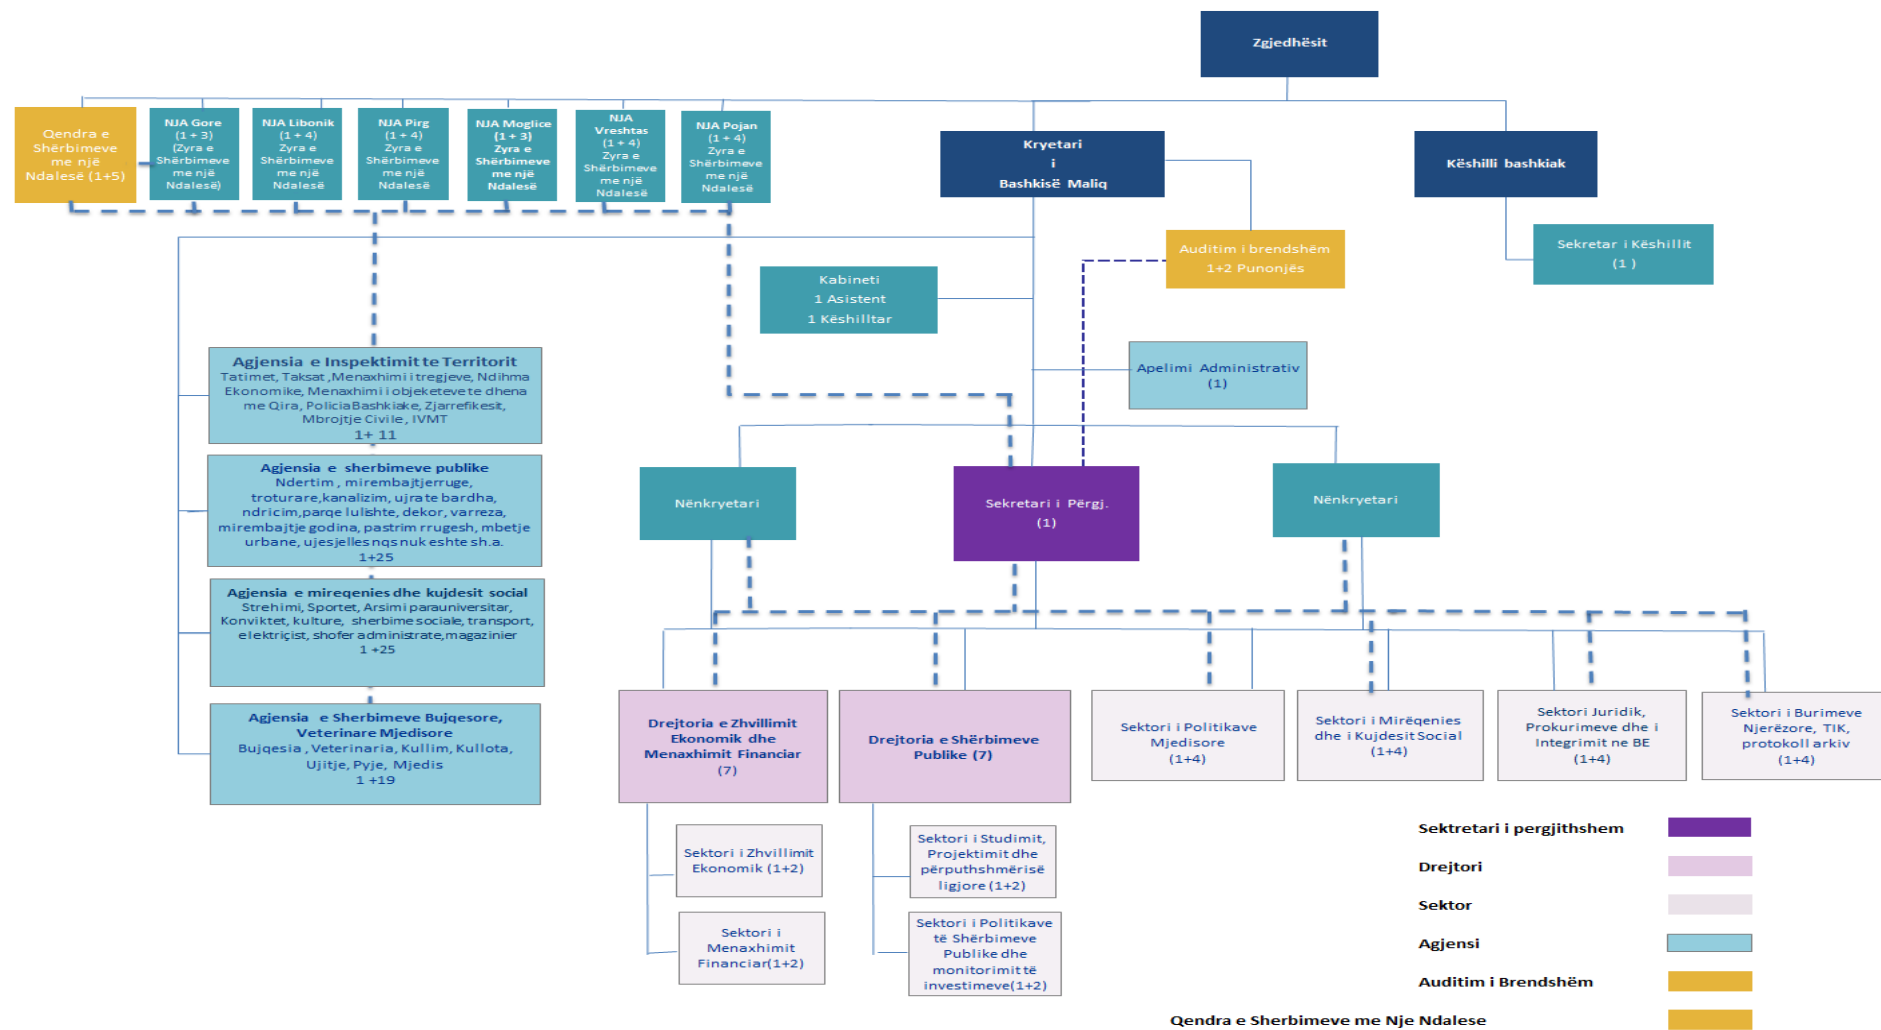 Zgjedhësit
Qendra e
Shërbimeve
me një
Ndalesë (1+5)
NJA Gore
(1 + 3)
(Zyra e
Shërbimeve
me një
Ndalesë)
NJA Libonik
(1 + 4)
Zyra e
Shërbimeve
me një
Ndalesë
NJA Pirg
(1 + 4)
Zyra e
Shërbimeve
me një
Ndalesë
NJA Moglice
(1 + 3)
Zyra e
Shërbimeve
me një
Ndalesë
NJA
Vreshtas
(1 + 4)
Zyra e
Shërbimeve
me një
Ndalesë
NJA Pojan
(1 + 4)
Zyra e
Shërbimeve
me një
Ndalesë
Kryetari
i
Bashkisë Maliq
Këshilli bashkiak
Auditim i brendshëm
1+2 Punonjës
Sekretar i Këshillit
(1 )
Kabineti
1 Asistent
1 Këshilltar
Apelimi Administrativ
(1)
Agjensia e Inspektimit te Territorit
Tatimet, Taksat ,Menaxhimi i tregjeve, Ndihma
Ekonomike, Menaxhimi i objekteve te dhena
me Qira, Policia Bashkiake, Zjarrefikesit,
Mbrojtje Civile , IVMT
1+ 11
Agjensia e sherbimeve publike
Ndertim , mirembajtjerruge,
troturare,kanalizim, ujrate bardha,
ndricim,parqe lulishte, dekor, varreza,
mirembajtje godina, pastrim rrugesh, mbetje
urbane, ujesjelles nqs nuk eshte sh.a.
1+25
Agjensia e mireqenies dhe kujdesit social
Strehimi, Sportet, Arsimi parauniversitar,
Konviktet, kulture, sherbime sociale, transport,
elektriçist, shofer administrate,magazinier
1 +25
Agjensia e Sherbimeve Bujqesore,
Veterinare Mjedisore
Bujqesia , Veterinaria, Kullim, Kullota,
Ujitje, Pyje, Mjedis
1 +19
Nënkryetari
Sekretari i Përgj.
(1)
Nënkryetari
Drejtoria e Zhvillimit
Ekonomik dhe
Menaxhimit Financiar
(7)
Drejtoria e Shërbimeve
Publike (7)
Sektori i Politikave
Mjedisore
(1+4)
Sektori i Mirëqenies
dhe i Kujdesit Social
(1+4)
Sektori Juridik,
Prokurimeve dhe i
Integrimit ne BE
(1+4)
Sektori i Burimeve
Njerëzore, TIK,
protokoll arkiv
(1+4)
Sektori i Zhvillimit
Ekonomik (1+2)
Sektori i
Menaxhimit
Financiar(1+2)
Sektori i Studimit,
Projektimit dhe
përputhshmërisë
ligjore (1+2)
Sektori i Politikave
të Shërbimeve
Publike dhe
monitorimit të
investimeve(1+2)
Sektretari i pergjithshem
Drejtori
Sektor
Agjensi
Auditim i Brendshëm
Qendra e Sherbimeve me Nje Ndalese